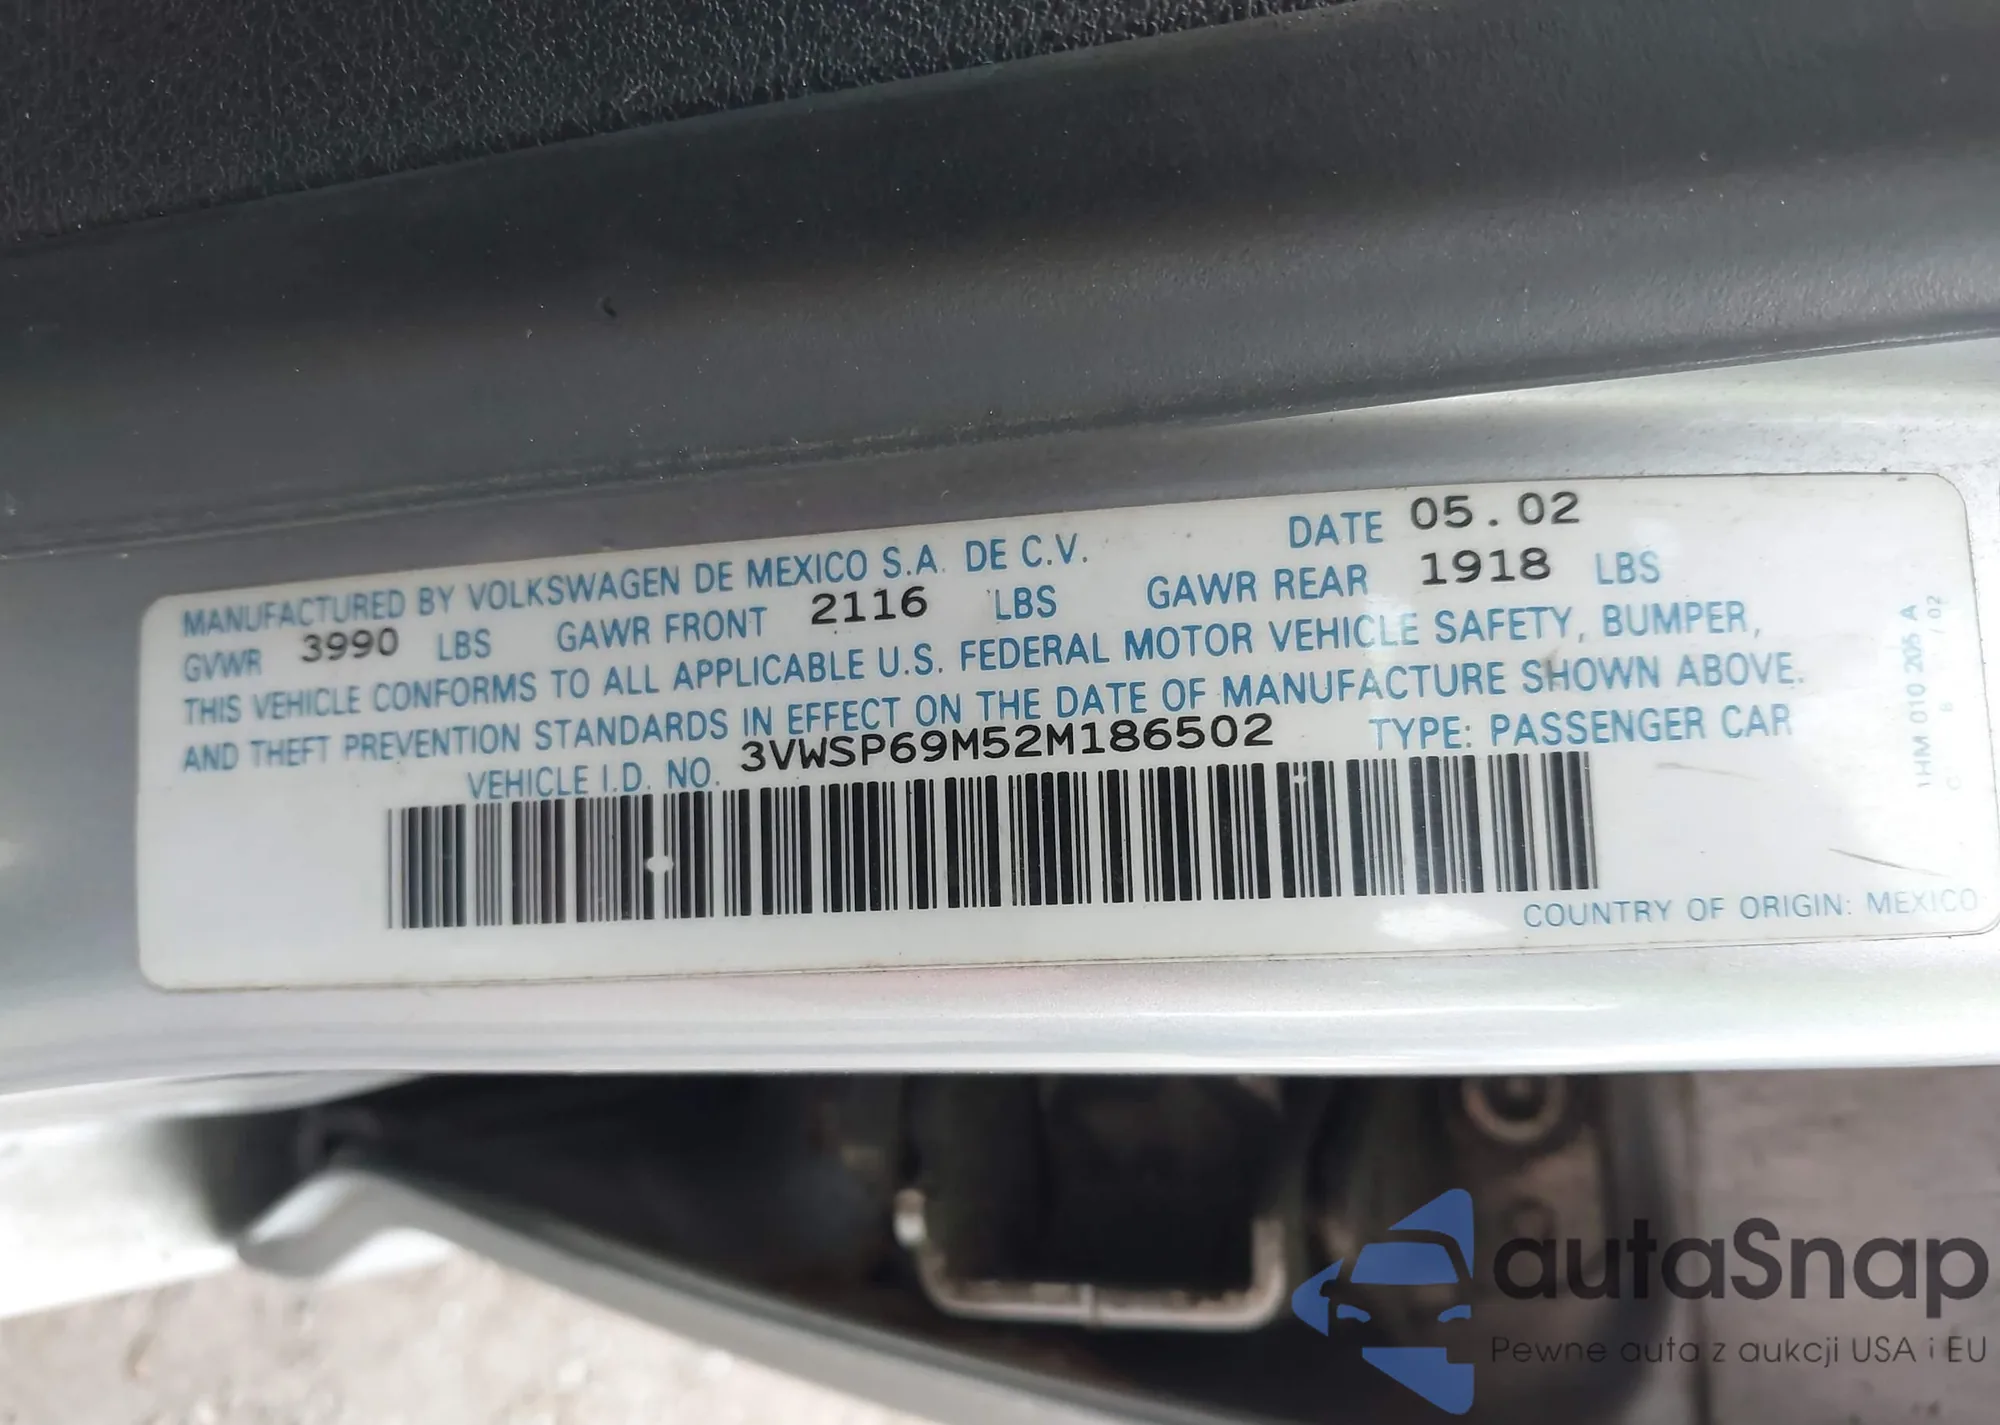 MANUFACTURED BY VOLKSWAGEN DE MEXICO S.A. DE C.V. DATE 05.02
GVWR 3990 LBS GAWR FRONT 2116 LBS GAWR REAR 1918 LBS
THIS VEHICLE CONFORMS TO ALL APPLICABLE U.S. FEDERAL MOTOR VEHICLE SAFETY, BUMPER,
AND THEFT PREVENTION STANDARDS IN EFFECT ON THE DATE OF MANUFACTURE SHOWN ABOVE.
VEHICLE I.D. NO. 3VWSP69M52M186502 TYPE: PASSENGER CAR
COUNTRY OF ORIGIN: MEXICO
1HM 010 205 A
autaSnap
Pewne auta z aukcji USA i EU